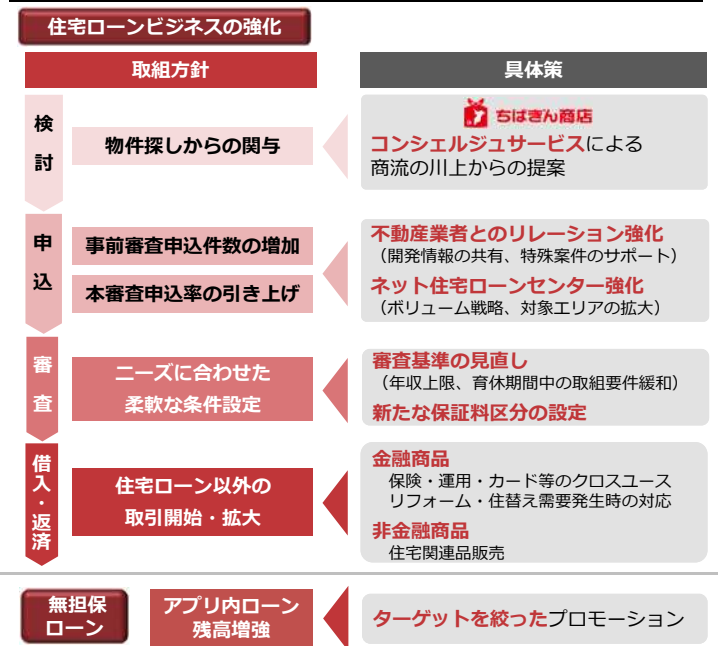 住宅ローンビジネスの強化
取組方針
具体策
検討
物件探しからの関与
ちばぎん商店
コンシェルジュサービスによる
商流の川上からの提案
申込
事前審査申込件数の増加
本審査申込率の引き上げ
不動産業者とのリレーション強化
（開発情報の共有、特殊案件のサポート）
ネット住宅ローンセンター強化
（ボリューム戦略、対象エリアの拡大）
審査
ニーズに合わせた
柔軟な条件設定
審査基準の見直し
（年収上限、育休期間中の取組要件緩和）
新たな保証料区分の設定
借入・返済
住宅ローン以外の
取引開始・拡大
金融商品
保険・運用・カード等のクロスユース
リフォーム・住替え需要発生時の対応
非金融商品
住宅関連品販売
無担保
ローン
アプリ内ローン
残高増強
ターゲットを絞ったプロモーション